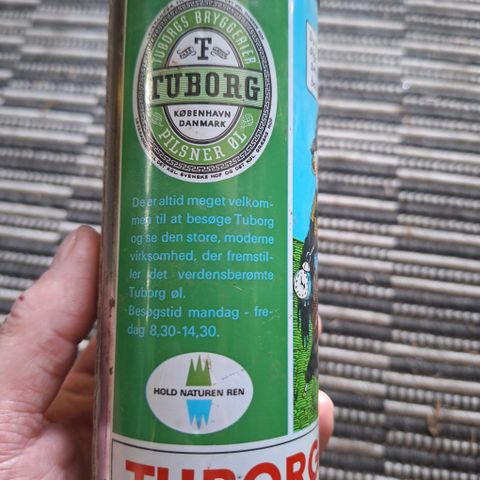 TUBORGS BRYGGERIER
T
TUBORG
KØBENHAVN
DANMARK
PILSNER ØL
De er altid meget velkom-
men til at besøge Tuborg
og se den store, moderne
virksomhed, der fremstil-
ler det verdensberømte
Tuborg øl.
Besøgstid mandag - fre-
dag 8,30-14,30.
HOLD NATUREN REN
TUBORG